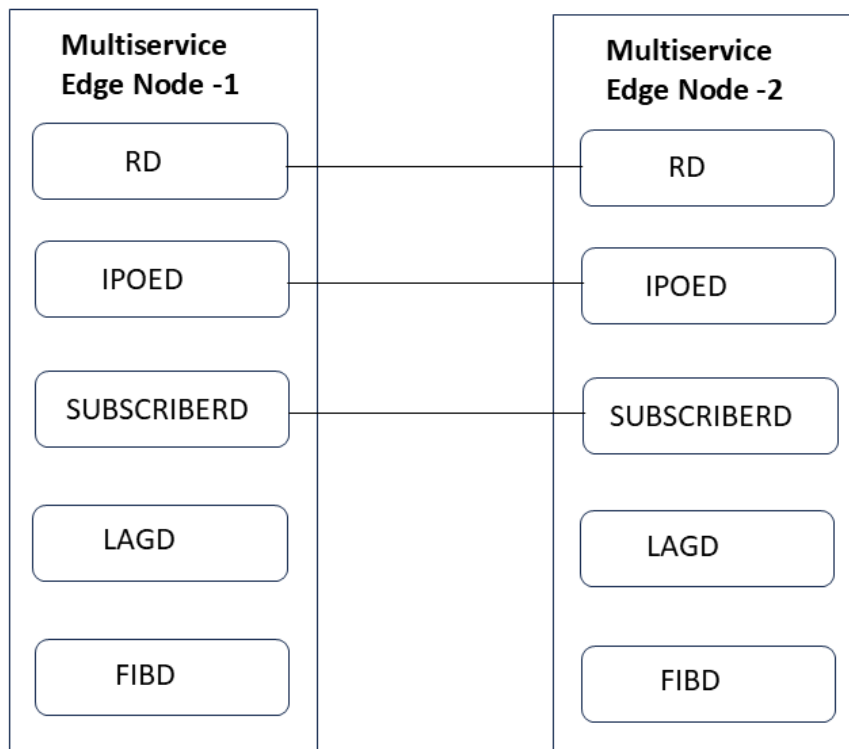 Multiservice
Edge Node -1
RD
IPOED
SUBSCRIBERD
LAGD
FIBD
Multiservice
Edge Node -2
RD
IPOED
SUBSCRIBERD
LAGD
FIBD